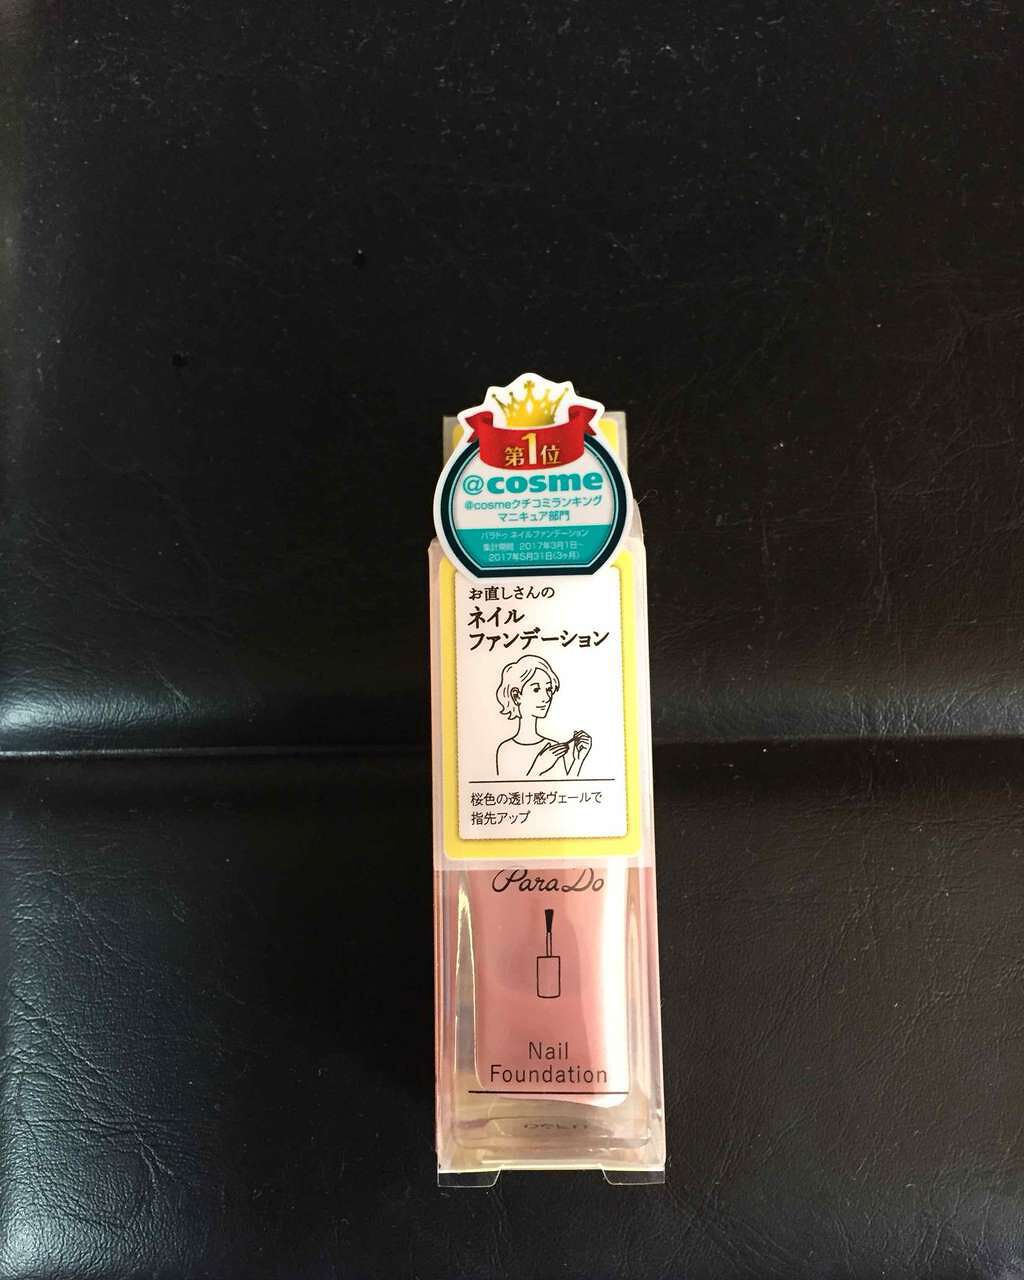 第1位
@cosme
@cosmeクチコミランキング
マニキュア部門
パラドゥ ネイルファンデーション
集計期間 2017年3月1日~
2017年5月31日(3ヶ月)
お直しさんの
ネイル
ファンデーション
桜色の透け感ヴェールで
指先アップ
Para Do
Nail
Foundation